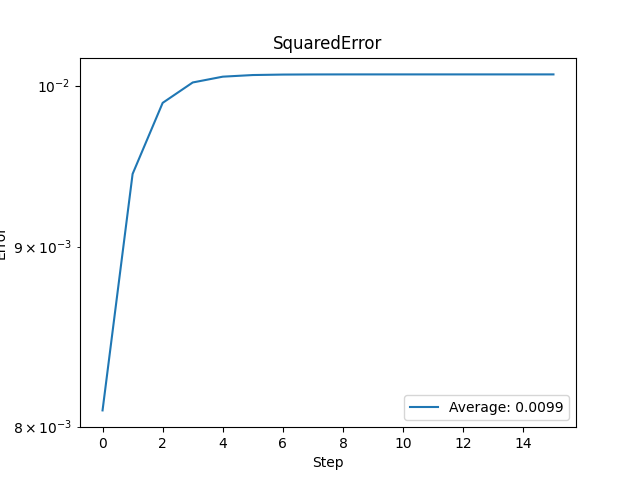 SquaredError
10⁻²
9 × 10⁻³
8 × 10⁻³
Error
Average: 0.0099
0 2 4 6 8 10 12 14
Step